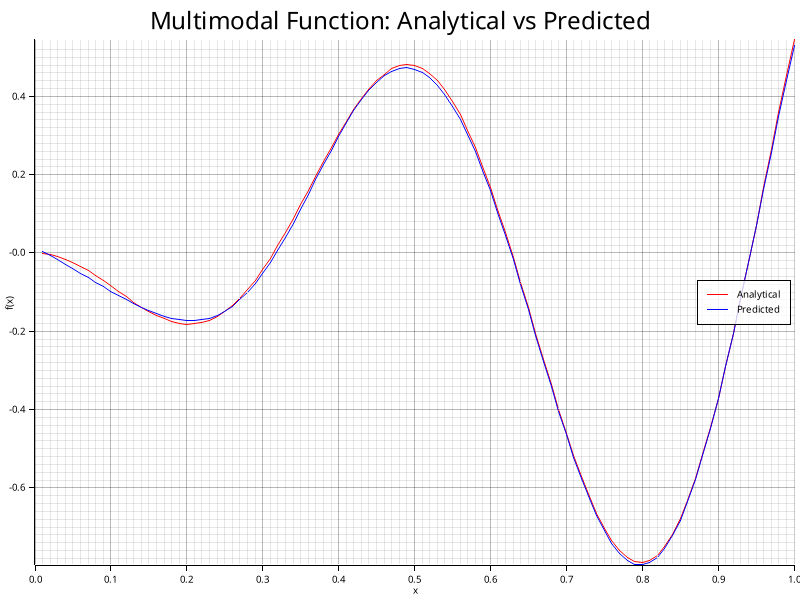 Multimodal Function: Analytical vs Predicted
0.4
0.2
-0.0
-0.2
-0.4
-0.6
f(x)
Analytical
Predicted
0.0 0.1 0.2 0.3 0.4 0.5 0.6 0.7 0.8 0.9 1.0
x